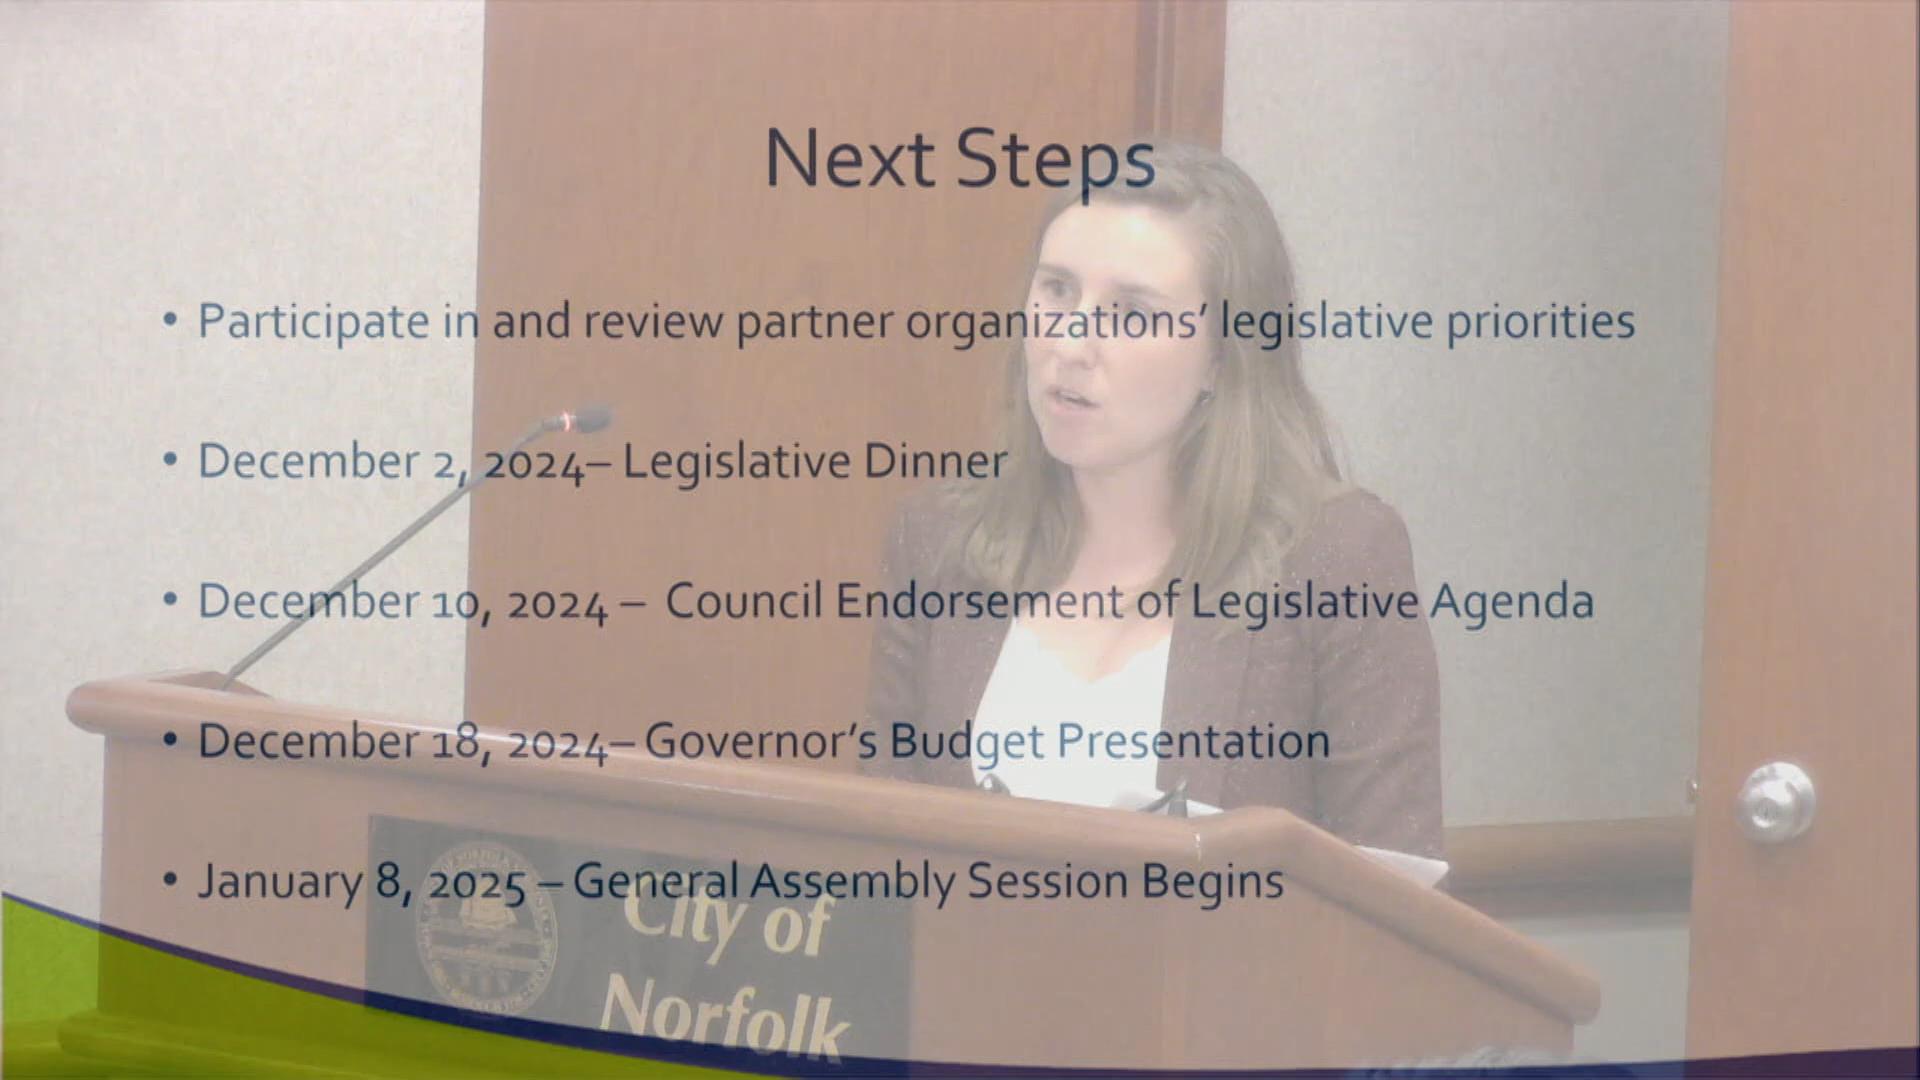 Next Steps
• Participate in and review partner organizations' legislative priorities
• December 2, 2024– Legislative Dinner
• December 10, 2024 – Council Endorsement of Legislative Agenda
• December 18, 2024– Governor's Budget Presentation
• January 8, 2025 – General Assembly Session Begins
City of
Norfolk